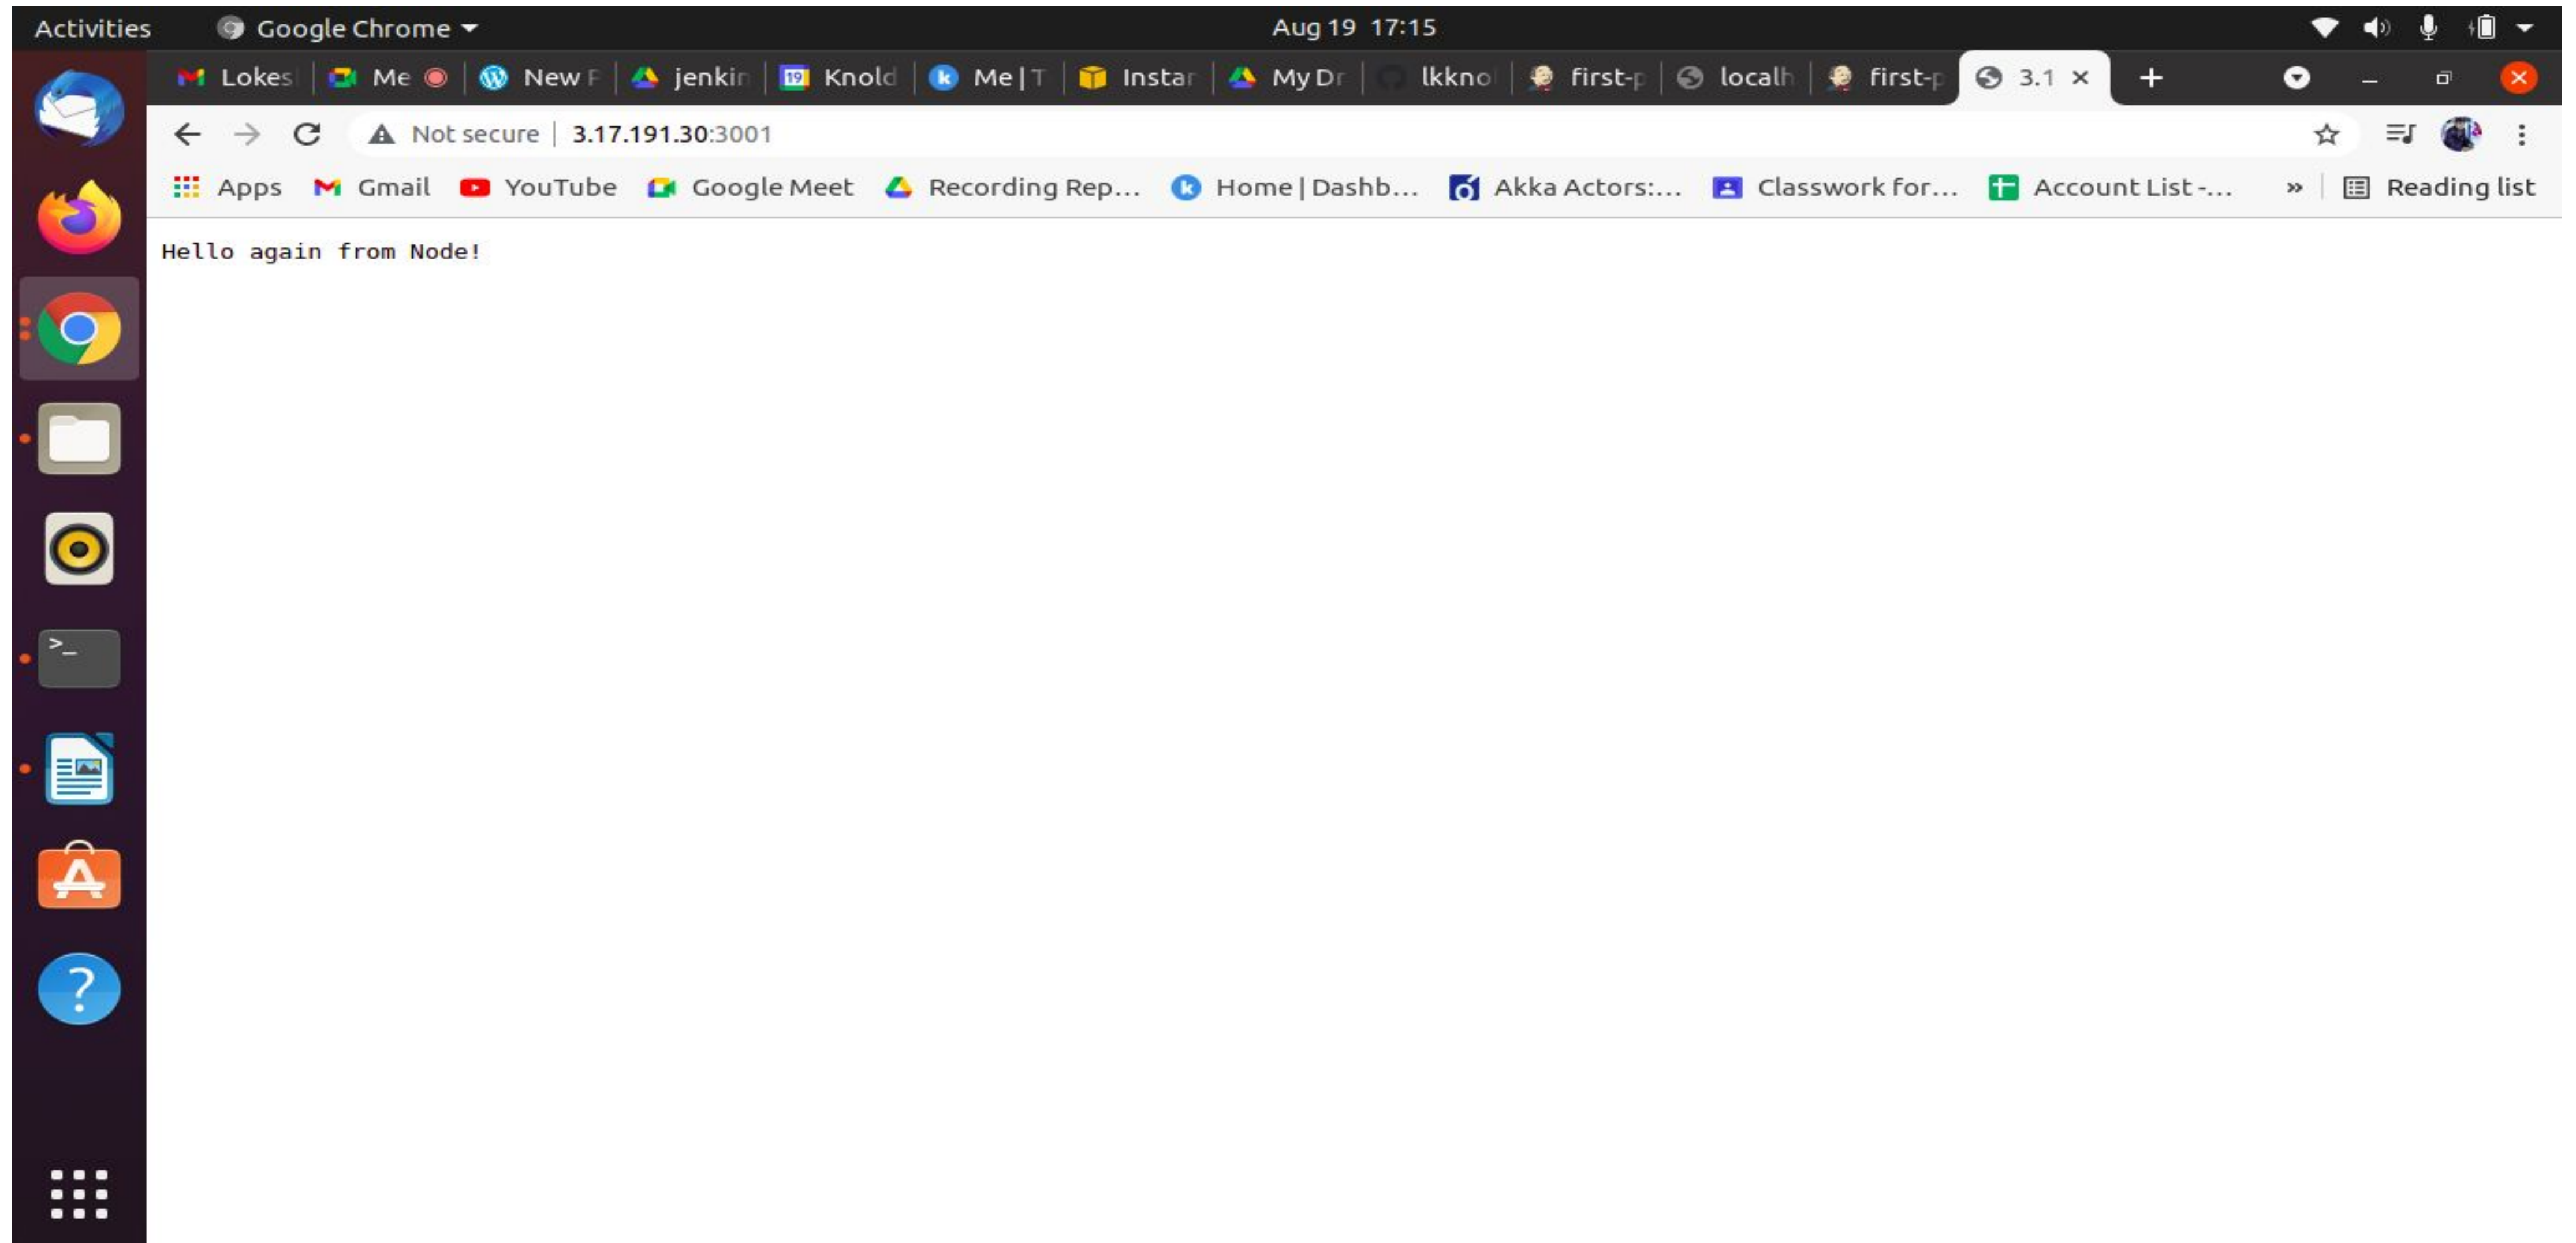 Activities Google Chrome Aug 19 17:15
Lokes Me New jenkin 19 Knold k Me | T Instar My Dr lkkno first-p localh first-p 3.1
Not secure 3.17.191.30:3001
Apps Gmail YouTube Google Meet Recording Rep... k Home | Dashb... Akka Actors:... Classwork for... Account List -... » Reading list
Hello again from Node!
>_
?